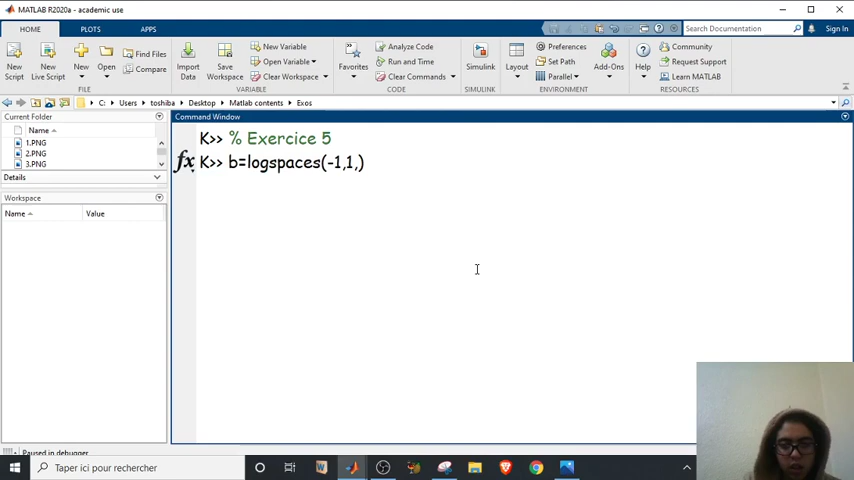 MATLAB R2020a - academic use
HOME PLOTS APPS
Search Documentation Sign In
New Script
New Live Script
New
Open
Find Files
Compare
Import Data
Save Workspace
New Variable
Open Variable
Clear Workspace
Favorites
Analyze Code
Run and Time
Clear Commands
Simulink
Layout
Preferences
Set Path
Parallel
Add-Ons
Help
Community
Request Support
Learn MATLAB
FILE VARIABLE CODE SIMULINK ENVIRONMENT RESOURCES
C: Users toshiba Desktop Matlab contents Exos
Current Folder
Name
1.PNG
2.PNG
3.PNG
Details
Workspace
Name Value
Command Window
K>> % Exercice 5
fx K>> b=logspaces(-1,1,)
Paused in debugger
Taper ici pour rechercher